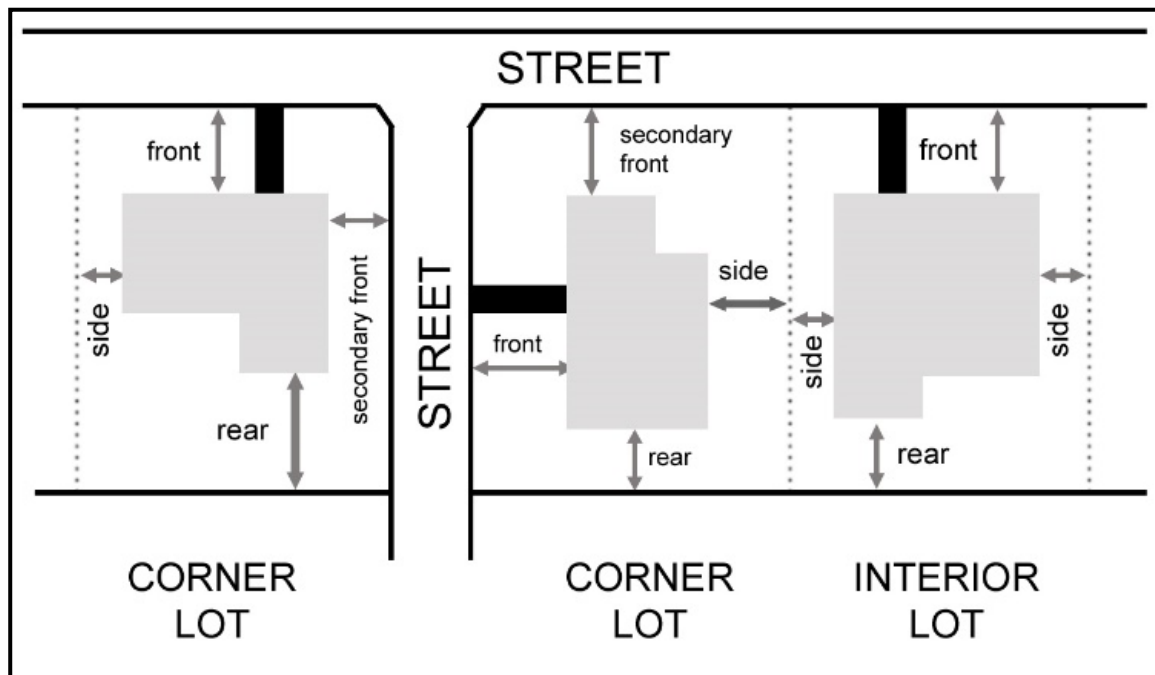 STREET
front
side
rear
secondary front
STREET
secondary
front
front
side
rear
front
side
side
rear
CORNER
LOT
CORNER
LOT
INTERIOR
LOT